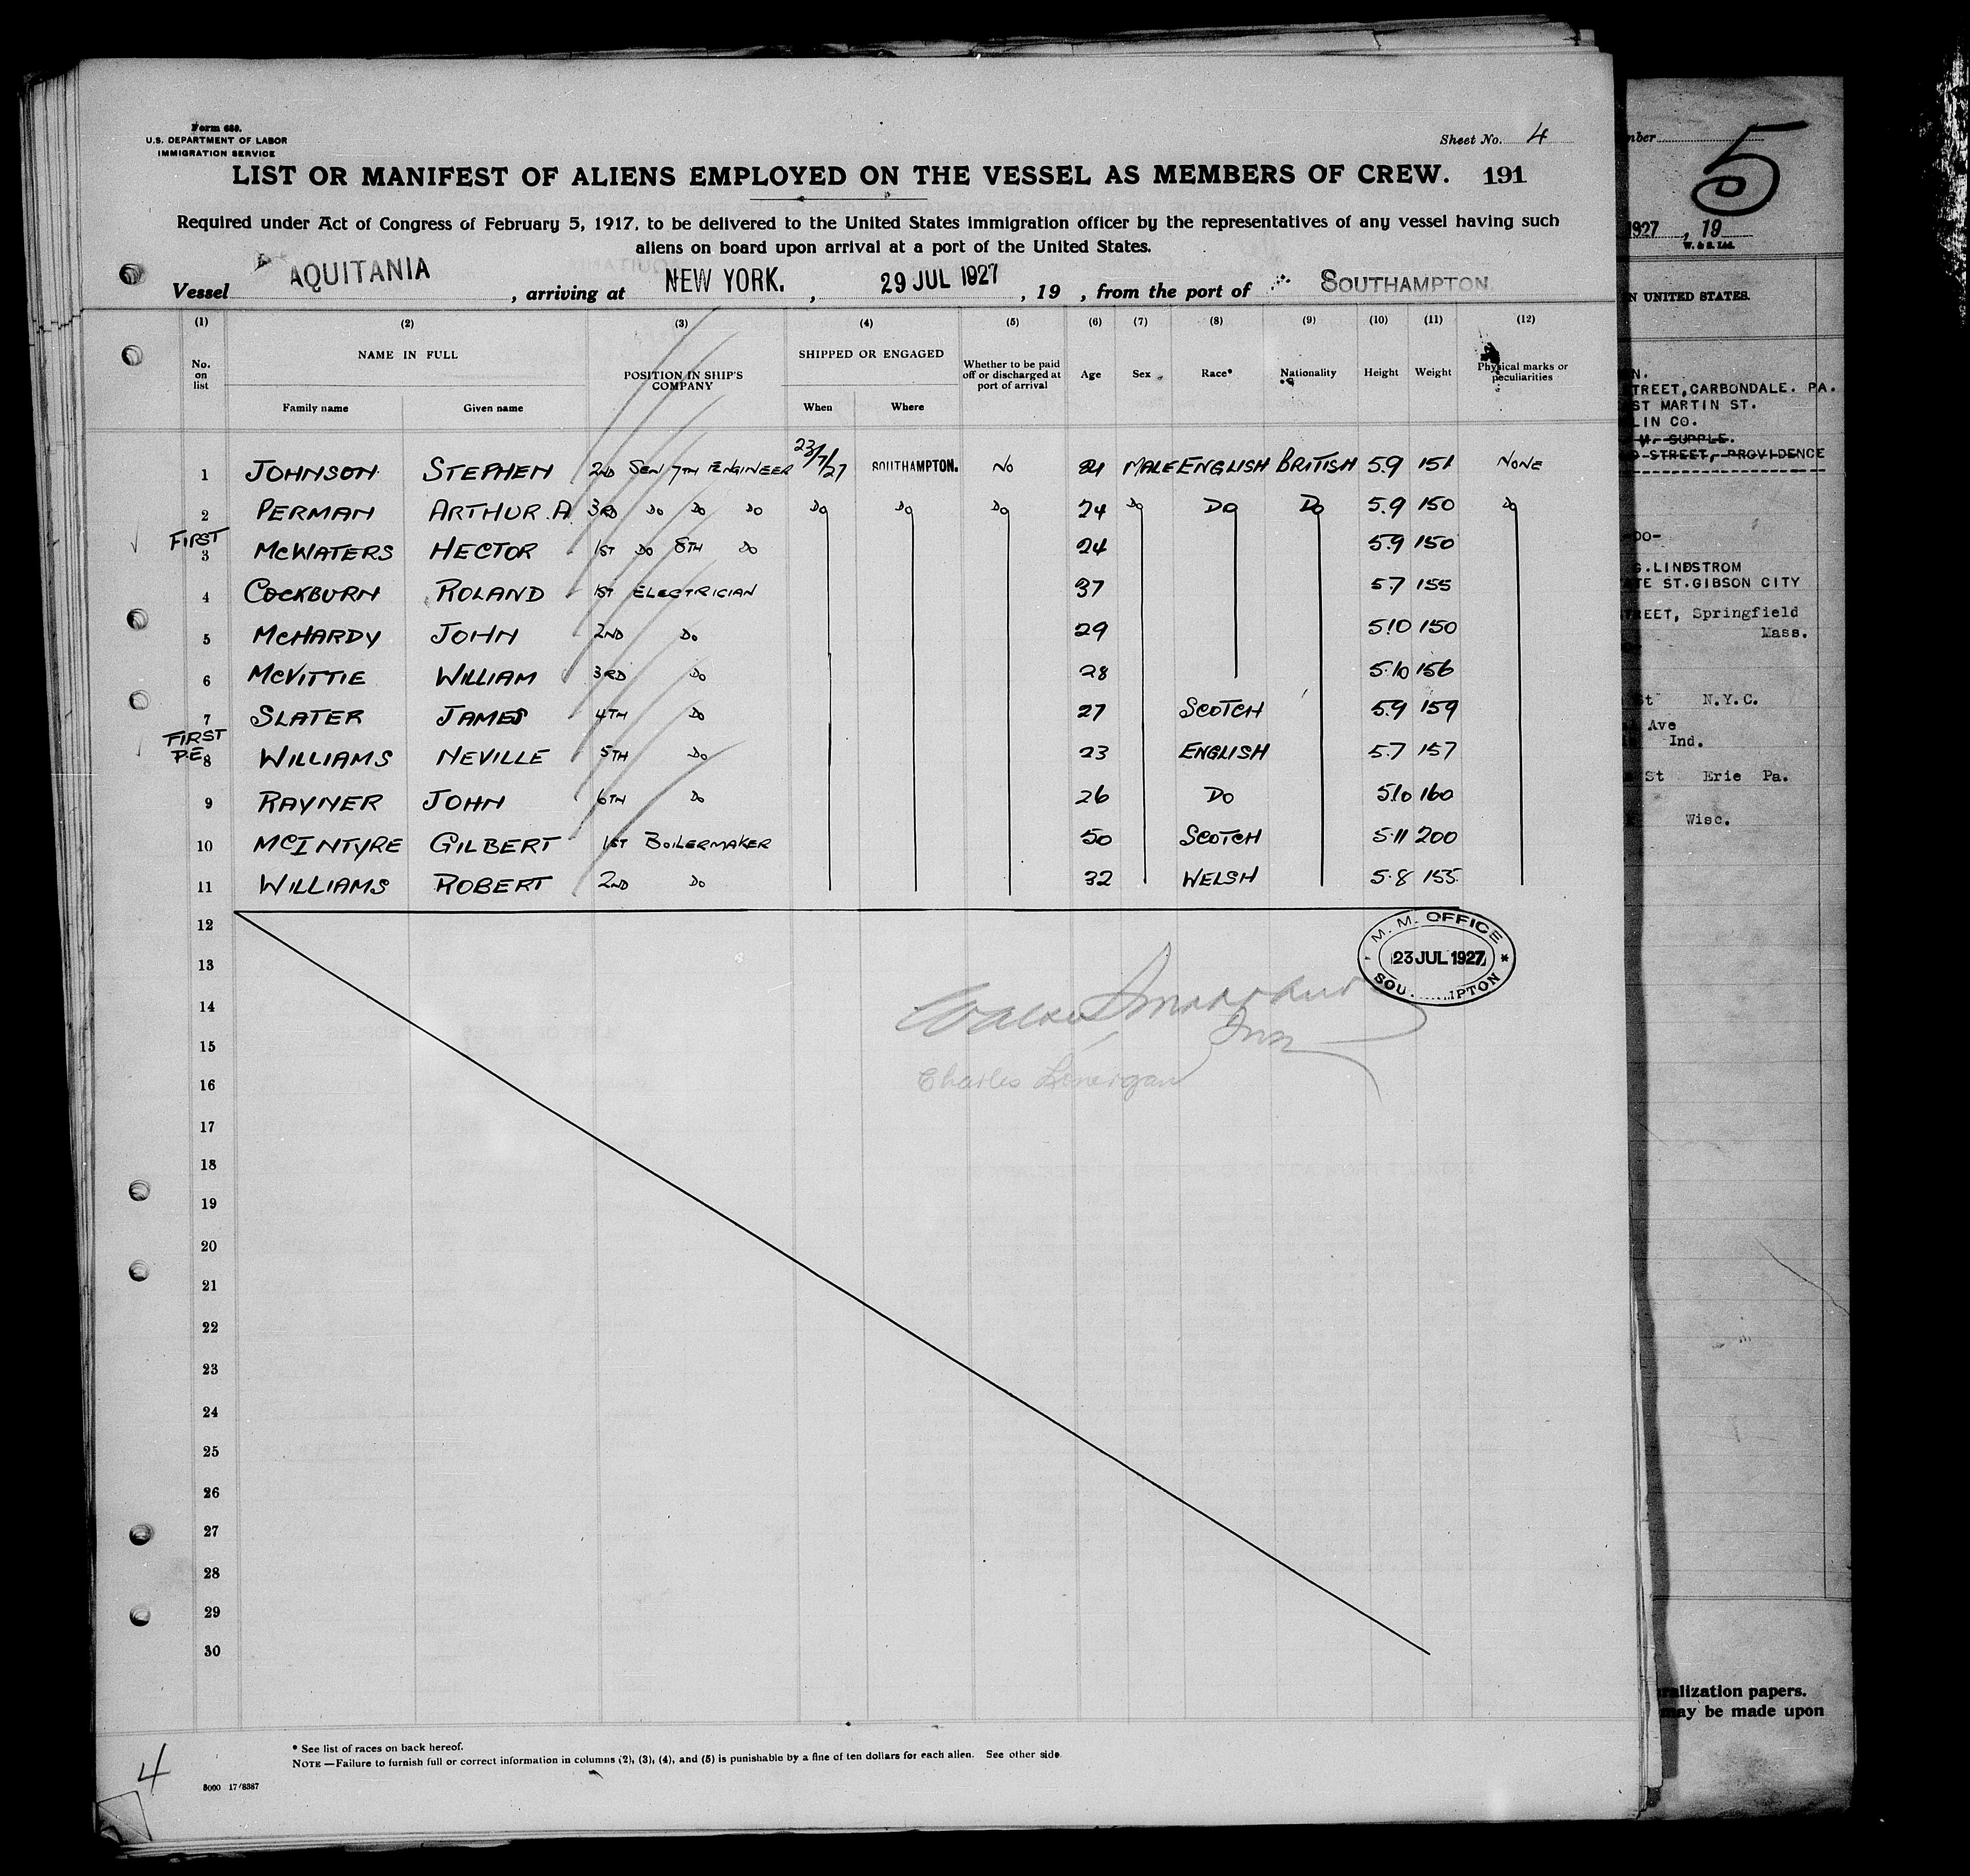 Form 689.
U.S. DEPARTMENT OF LABOR
IMMIGRATION SERVICE
Sheet No. 4
LIST OR MANIFEST OF ALIENS EMPLOYED ON THE VESSEL AS MEMBERS OF CREW. 191
Required under Act of Congress of February 5, 1917, to be delivered to the United States immigration officer by the representatives of any vessel having such
aliens on board upon arrival at a port of the United States.
Vessel AQUITANIA, arriving at NEW YORK., 29 JUL 1927, 19 , from the port of SOUTHAMPTON.
(1) (2) (3) (4) (5) (6) (7) (8) (9) (10) (11) (12)
No. on list NAME IN FULL POSITION IN SHIP'S COMPANY SHIPPED OR ENGAGED Whether to be paid off or discharged at port of arrival Age Sex Race* Nationality Height Weight Physical marks or peculiarities
Family name Given name When Where
1 JOHNSON STEPHEN 2ND SEN 7TH ENGINEER 23/7/27 SOUTHAMPTON. NO MALE ENGLISH BRITISH 5.9 151 NONE
2 PERMAN ARTHUR.A 3RD DO DO DO DO DO DO 24 DO DO DO 5.9 150 DO
FIRST
3 MCWATERS HECTOR 1ST DO 8TH DO 24 5.9 150
4 COCKBURN ROLAND 1ST ELECTRICIAN 37 5.7 155
5 MCHARDY JOHN 2ND DO 29 5.10 150
6 MCVITTIE WILLIAM 3RD DO 28 5.10 156
7 SLATER JAMES 4TH DO 27 SCOTCH 5.9 159
FIRST
P.E. 8 WILLIAMS NEVILLE 5TH DO 23 ENGLISH 5.7 157
9 RAYNER JOHN 6TH DO 26 DO 5.10 160
10 MCINTYRE GILBERT 1ST BOILERMAKER 50 SCOTCH 5.11 200
11 WILLIAMS ROBERT 2ND DO 32 WELSH 5.8 155
12
13
14
15
16
17
18
19
20
21
22
23
24
25
26
27
28
29
30
M. M. OFFICE
23 JUL 1927
Charles
* See list of races on back hereof.
NOTE—Failure to furnish full or correct information in columns (2), (3), (4), and (5) is punishable by a fine of ten dollars for each alien. See other side.
4
5000 17/8387
5
1927, 19
W. & S. Ltd.
N UNITED STATES.
TREET, CARBONDALE. PA.
ST MARTIN ST.
LIN CO.
M. SUPPLE.
STREET, PROVIDENCE
G. LINDSTROM
TE ST. GIBSON CITY
REET, Springfield
Mass.
St N.Y.C.
Ave
Ind.
St Erie Pa.
Wisc.
ralization papers.
may be made upon